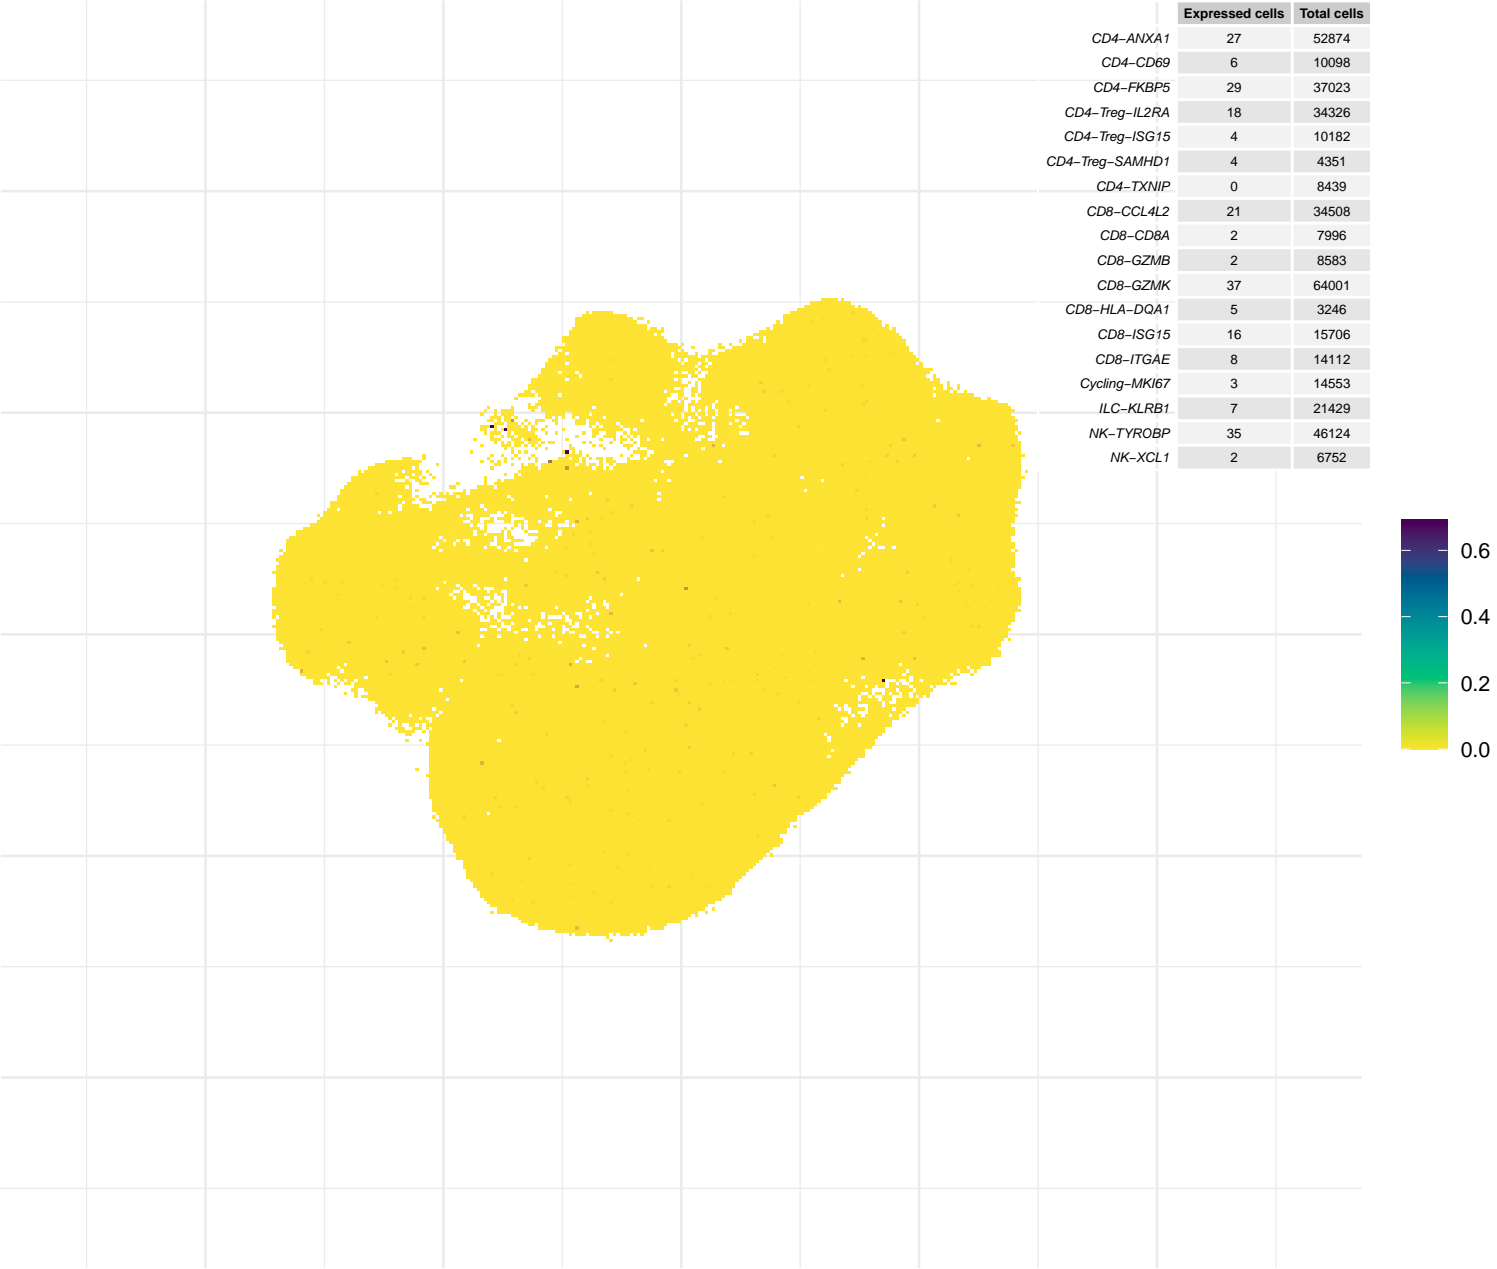 Expressed cells Total cells
CD4−ANXA1 27 52874
CD4−CD69 6 10098
CD4−FKBP5 29 37023
CD4−Treg−IL2RA 18 34326
CD4−Treg−ISG15 4 10182
CD4−Treg−SAMHD1 4 4351
CD4−TXNIP 0 8439
CD8−CCL4L2 21 34508
CD8−CD8A 2 7996
CD8−GZMB 2 8583
CD8−GZMK 37 64001
CD8−HLA−DQA1 5 3246
CD8−ISG15 16 15706
CD8−ITGAE 8 14112
Cycling−MKI67 3 14553
ILC−KLRB1 7 21429
NK−TYROBP 35 46124
NK−XCL1 2 6752
0.6
0.4
0.2
0.0